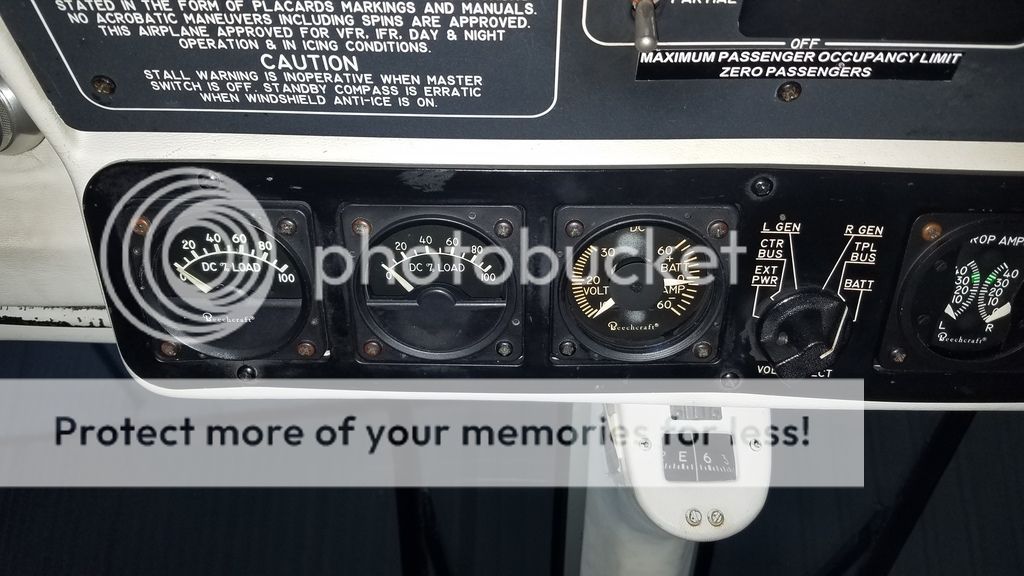 STATED IN THE FORM OF PLACARDS MARKINGS AND MANUALS.
NO ACROBATIC MANEUVERS INCLUDING SPINS ARE APPROVED.
THIS AIRPLANE APPROVED FOR VFR, IFR, DAY & NIGHT
OPERATION & IN ICING CONDITIONS.
CAUTION
STALL WARNING IS INOPERATIVE WHEN MASTER
SWITCH IS OFF. STANDBY COMPASS IS ERRATIC
WHEN WINDSHIELD ANTI-ICE IS ON.
PARTIAL
OFF
MAXIMUM PASSENGER OCCUPANCY LIMIT
ZERO PASSENGERS
0 20 40 60 80 100
DC % LOAD
Beechcraft
20 40 60 80 100
DC % LOAD
DC
30 60
+
BATT
20
VOLT AMP
60
Beechcraft
L GEN R GEN
CTR BUS
TPL BUS
EXT PWR
BATT
PROP AMP
40 40
30 30
20 20
10 10
L R
Beechcraft
photobucket
Protect more of your memories for less!
E 6 3